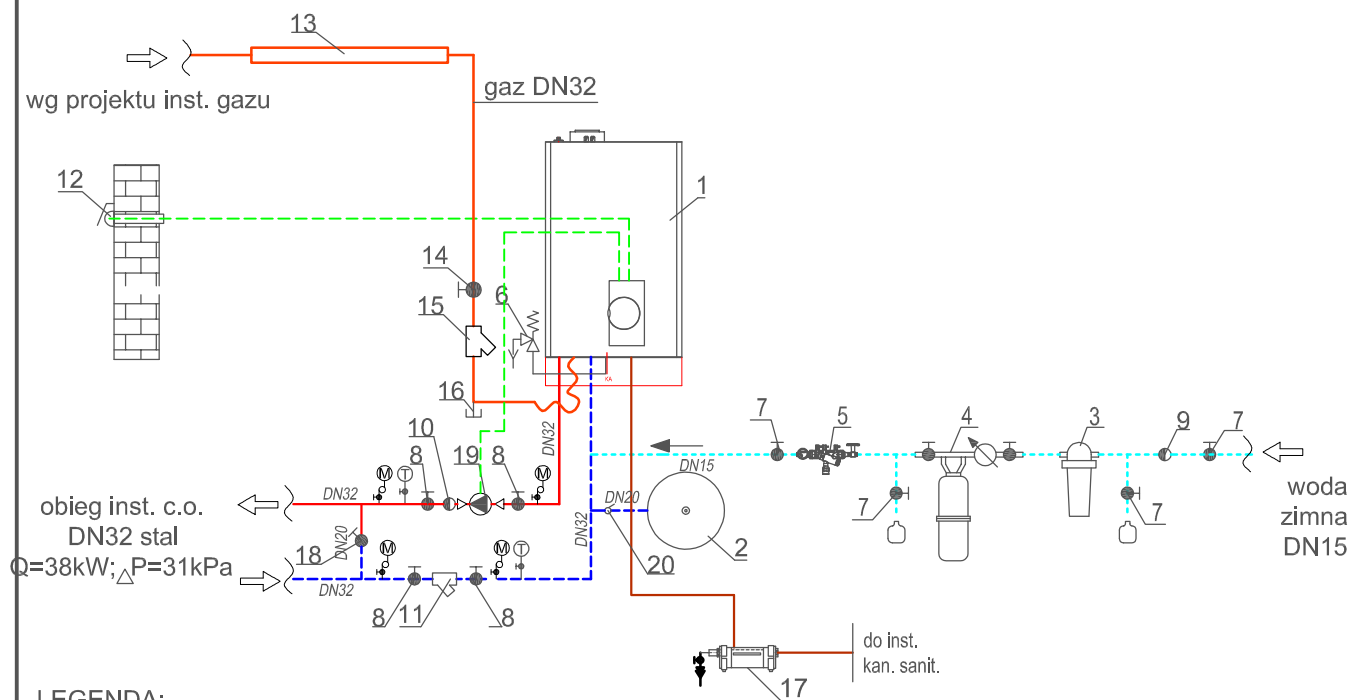 13
wg projektu inst. gazu
gaz DN32
12
1
14
6
15
KA
16
10
8
19
8
M
T
M
DN32
DN32
obieg inst. c.o.
DN32 stal
Q=38kW; △P=31kPa
18
DN20
M
M
T
DN32
8
11
8
DN32
DN20
20
2
DN15
7
5
4
3
9
7
7
7
woda
zimna
DN15
do inst.
kan. sanit.
17
LEGENDA: